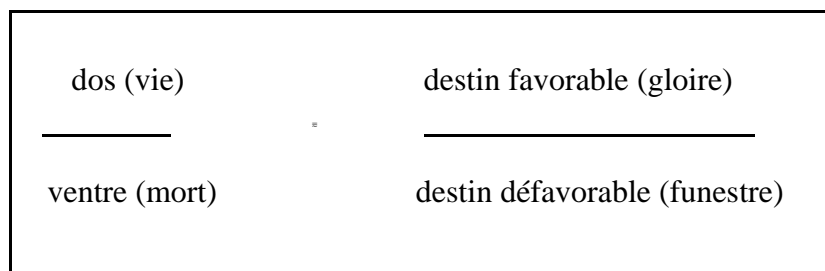 dos (vie) destin favorable (gloire)
≅
ventre (mort) destin défavorable (funestre)